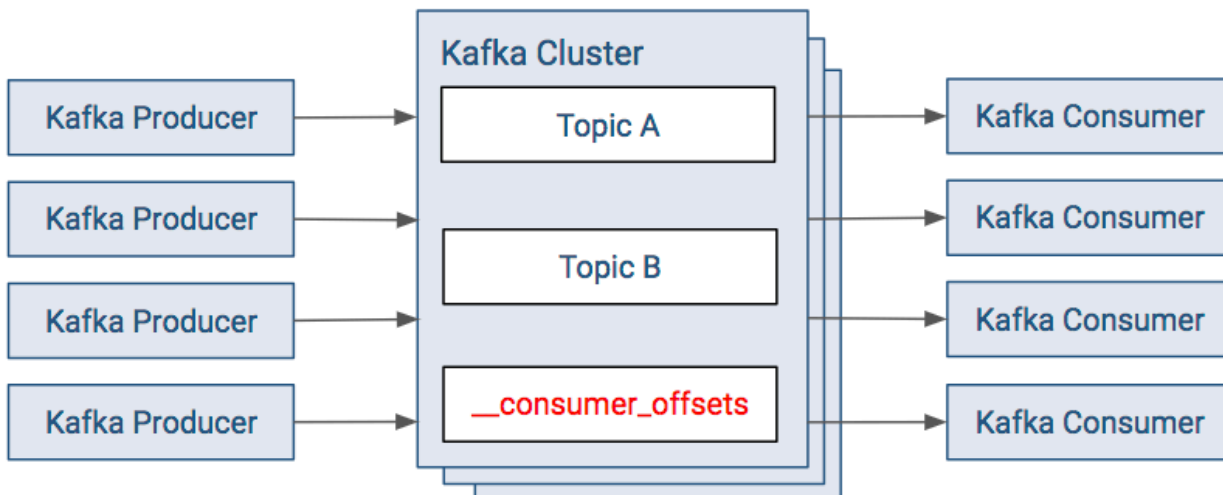 Kafka Cluster
Kafka Producer
Topic A
Kafka Consumer
Kafka Producer
Kafka Consumer
Topic B
Kafka Producer
Kafka Consumer
__consumer_offsets
Kafka Producer
Kafka Consumer